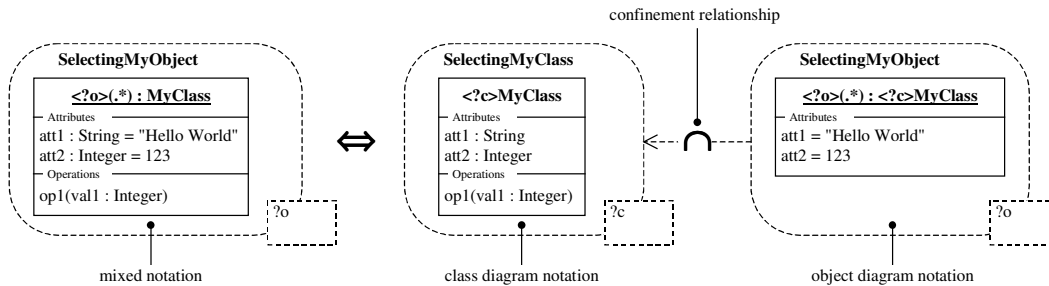 confinement relationship
SelectingMyObject
<?o>(.*) : MyClass
Attributes
att1 : String = "Hello World"
att2 : Integer = 123
Operations
op1(val1 : Integer)
?o
mixed notation
⇔
SelectingMyClass
<?c>MyClass
Attributes
att1 : String
att2 : Integer
Operations
op1(val1 : Integer)
?c
class diagram notation
∩
SelectingMyObject
<?o>(.*) : <?c>MyClass
Attributes
att1 = "Hello World"
att2 = 123
?o
object diagram notation